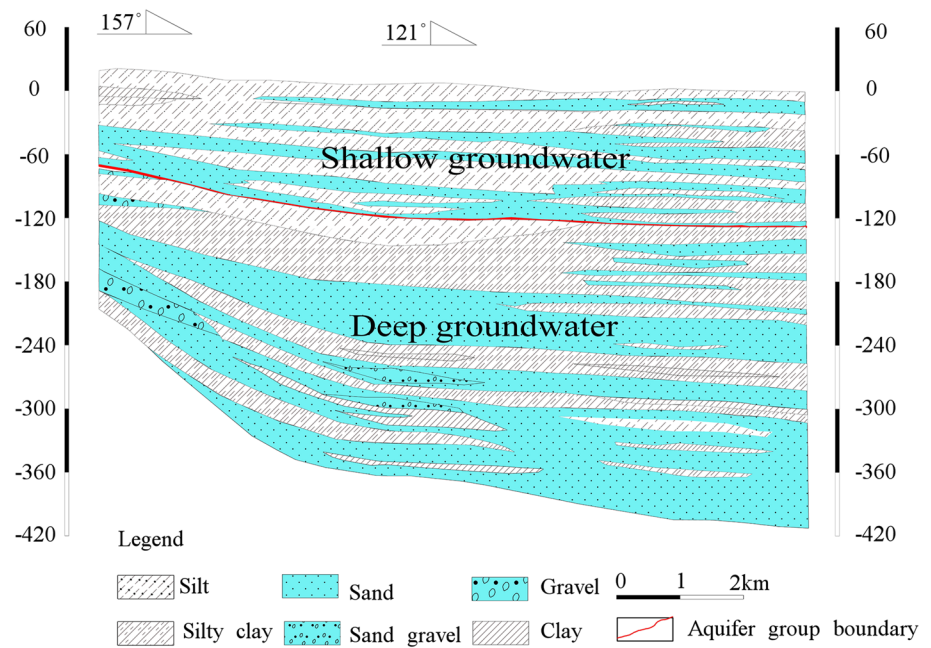 157°
121°
60 60
0 0
-60 -60
Shallow groundwater
-120 -120
-180 -180
Deep groundwater
-240 -240
-300 -300
-360 -360
-420 -420
Legend
Silt Sand Gravel 0 1 2km
Silty clay Sand gravel Clay Aquifer group boundary